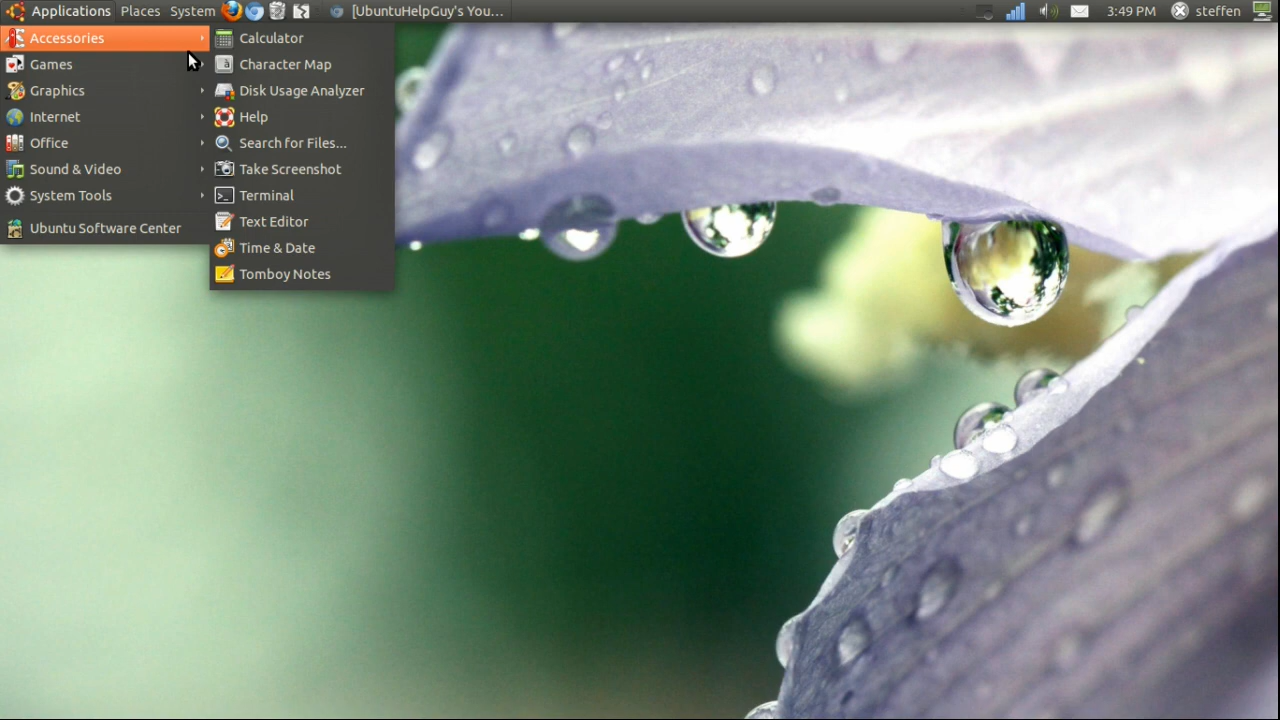 Applications Places System [UbuntuHelpGuy's You... 3:49 PM steffen
Accessories
Games
Graphics
Internet
Office
Sound & Video
System Tools
Ubuntu Software Center
Calculator
Character Map
Disk Usage Analyzer
Help
Search for Files...
Take Screenshot
Terminal
Text Editor
Time & Date
Tomboy Notes